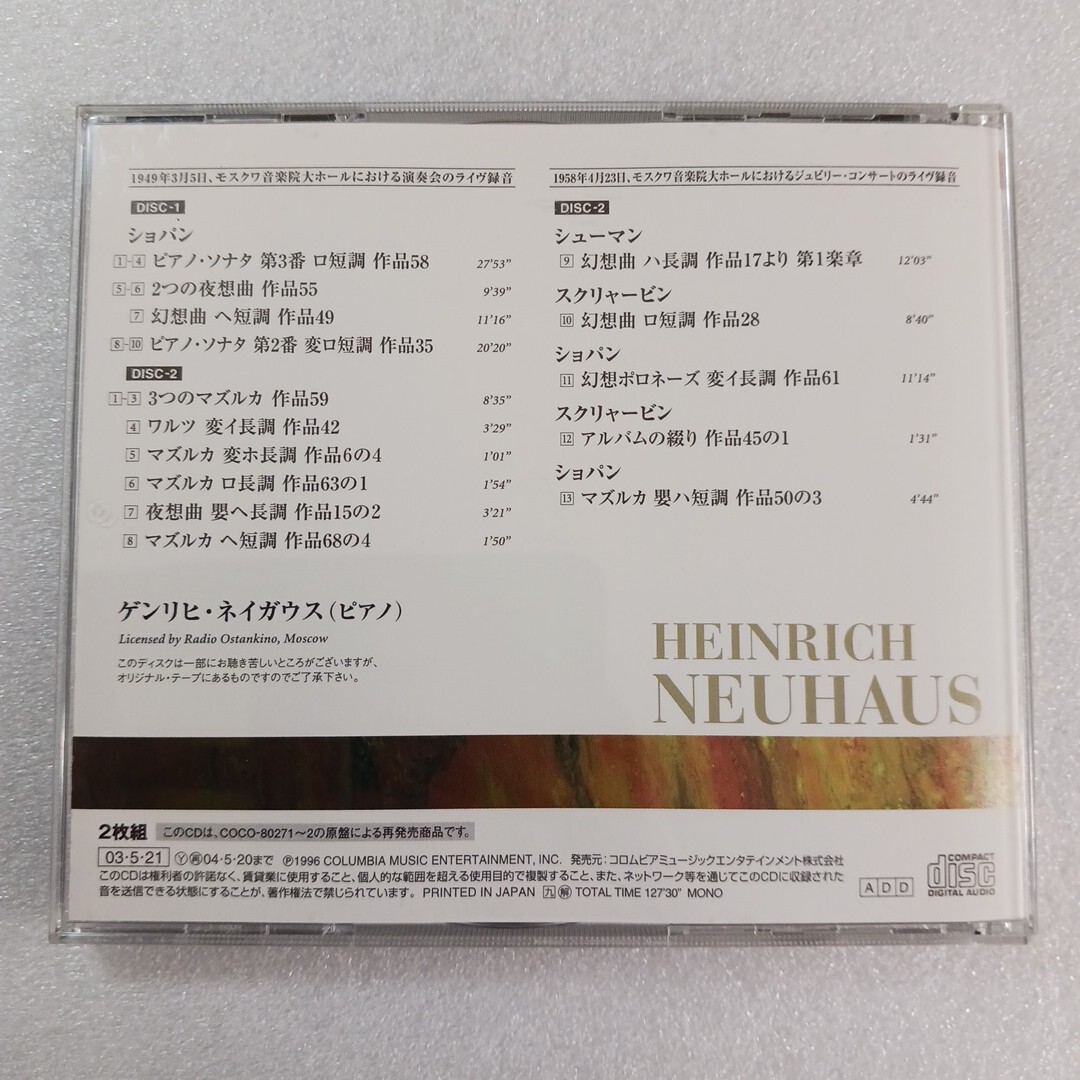 1949年3月5日、モスクワ音楽院大ホールにおける演奏会のライヴ録音
DISC-1
ショパン
1-4 ピアノ・ソナタ 第3番 ロ短調 作品58 27'53"
5-6 2つの夜想曲 作品55 9'39"
7 幻想曲 ヘ短調 作品49 11'16"
8-10 ピアノ・ソナタ 第2番 変ロ短調 作品35 20'20"
DISC-2
1-3 3つのマズルカ 作品59 8'35"
4 ワルツ 変イ長調 作品42 3'29"
5 マズルカ 変ホ長調 作品6の4 1'01"
6 マズルカ ロ長調 作品63の1 1'54"
7 夜想曲 嬰ヘ長調 作品15の2 3'21"
8 マズルカ ヘ短調 作品68の4 1'50"
1958年4月23日、モスクワ音楽院大ホールにおけるジュビリー・コンサートのライヴ録音
DISC-2
シューマン
9 幻想曲 ハ長調 作品17より 第1楽章 12'03"
スクリャービン
10 幻想曲 ロ短調 作品28 8'40"
ショパン
11 幻想ポロネーズ 変イ長調 作品61 11'14"
スクリャービン
12 アルバムの綴り 作品45の1 1'31"
ショパン
13 マズルカ 嬰ハ短調 作品50の3 4'44"
ゲンリヒ・ネイガウス(ピアノ)
Licensed by Radio Ostankino, Moscow
このディスクは一部にお聴き苦しいところがございますが、
オリジナル・テープにあるものですのでご了承下さい。
HEINRICH
NEUHAUS
2枚組 このCDは、COCO-80271〜2の原盤による再発売商品です。
03・5・21 Ⓨ㊢04・5・20まで Ⓟ1996 COLUMBIA MUSIC ENTERTAINMENT, INC. 発売元：コロムビアミュージックエンタテインメント株式会社
このCDは権利者の許諾なく、賃貸業に使用すること、個人的な範囲を超える使用目的で複製すること、また、ネットワーク等を通じてこのCDに収録された
音を送信できる状態にすることが、著作権法で禁じられています。 PRINTED IN JAPAN 九 解 TOTAL TIME 127'30" MONO
ADD
COMPACT
disc
DIGITAL AUDIO